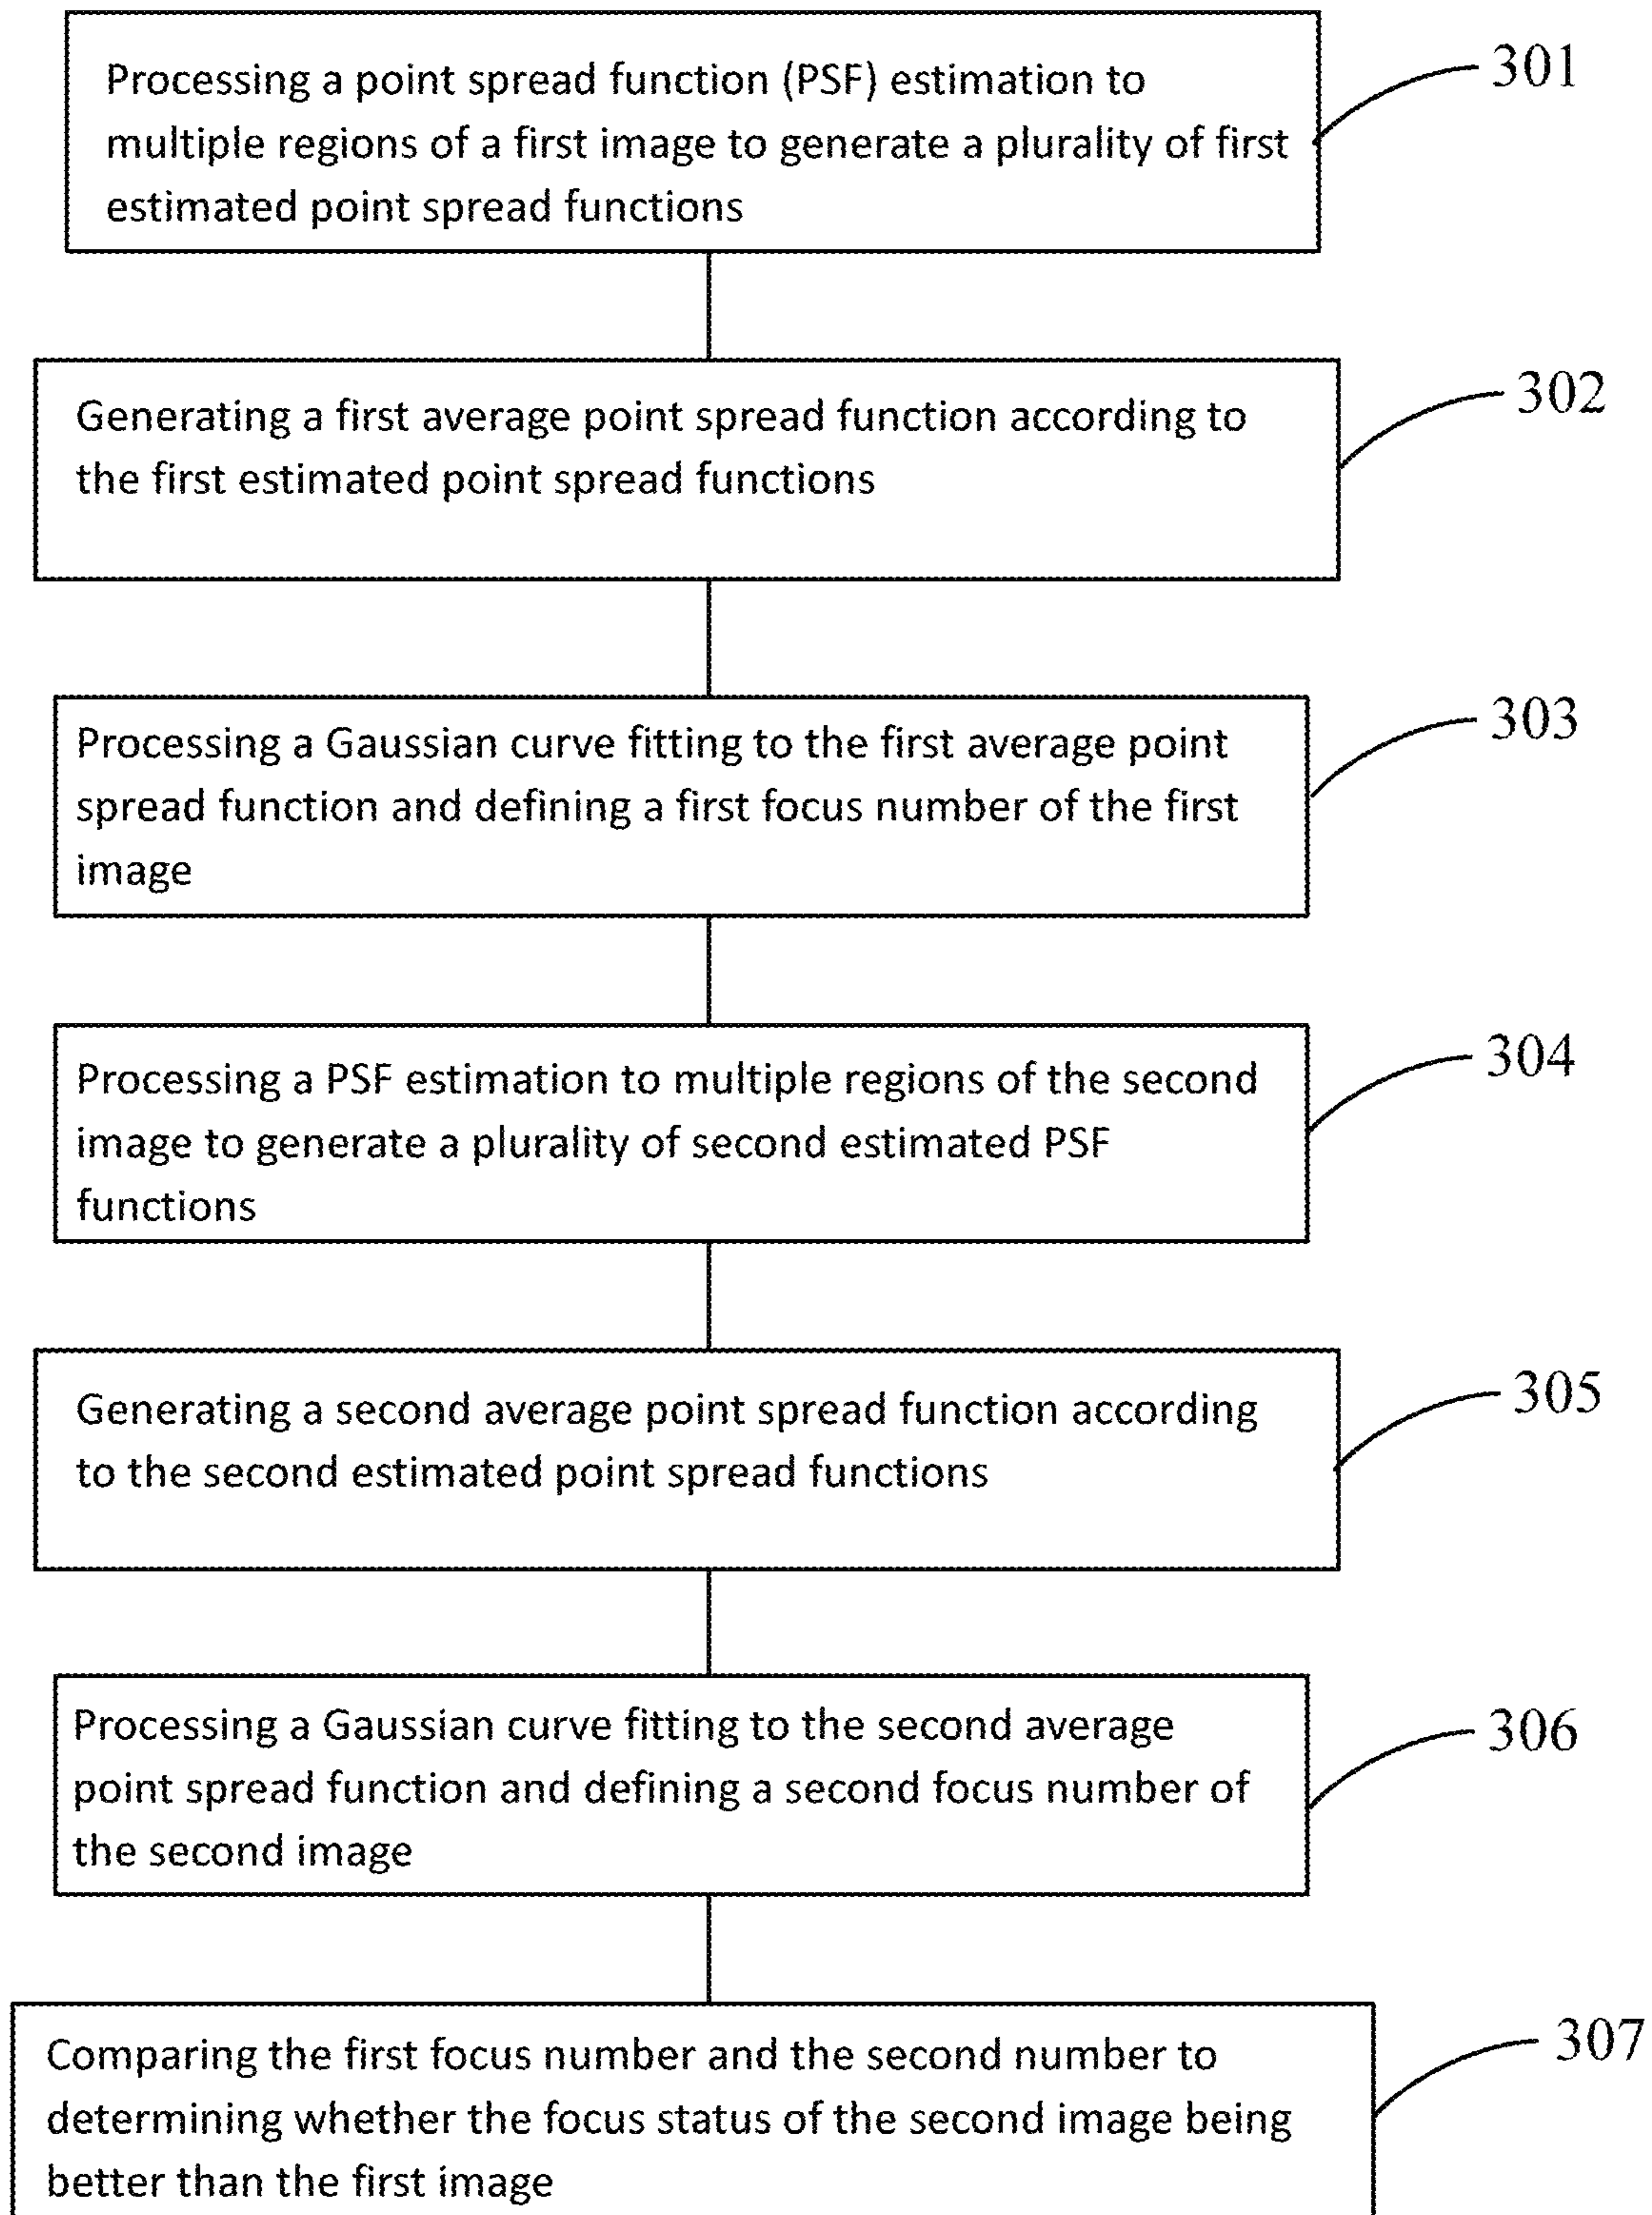 Processing a point spread function (PSF) estimation to
multiple regions of a first image to generate a plurality of first
estimated point spread functions
301
Generating a first average point spread function according to
the first estimated point spread functions
302
Processing a Gaussian curve fitting to the first average point
spread function and defining a first focus number of the first
image
303
Processing a PSF estimation to multiple regions of the second
image to generate a plurality of second estimated PSF
functions
304
Generating a second average point spread function according
to the second estimated point spread functions
305
Processing a Gaussian curve fitting to the second average
point spread function and defining a second focus number of
the second image
306
Comparing the first focus number and the second number to
determining whether the focus status of the second image being
better than the first image
307